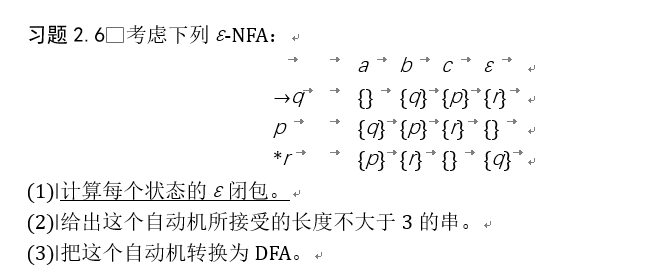 习题 2.6□考虑下列 ε-NFA：
a b c ε
→q {} {q} {p} {r}
p {q} {p} {r} {}
*r {p} {r} {} {q}
(1)计算每个状态的 ε 闭包。
(2)给出这个自动机所接受的长度不大于 3 的串。
(3)把这个自动机转换为 DFA。